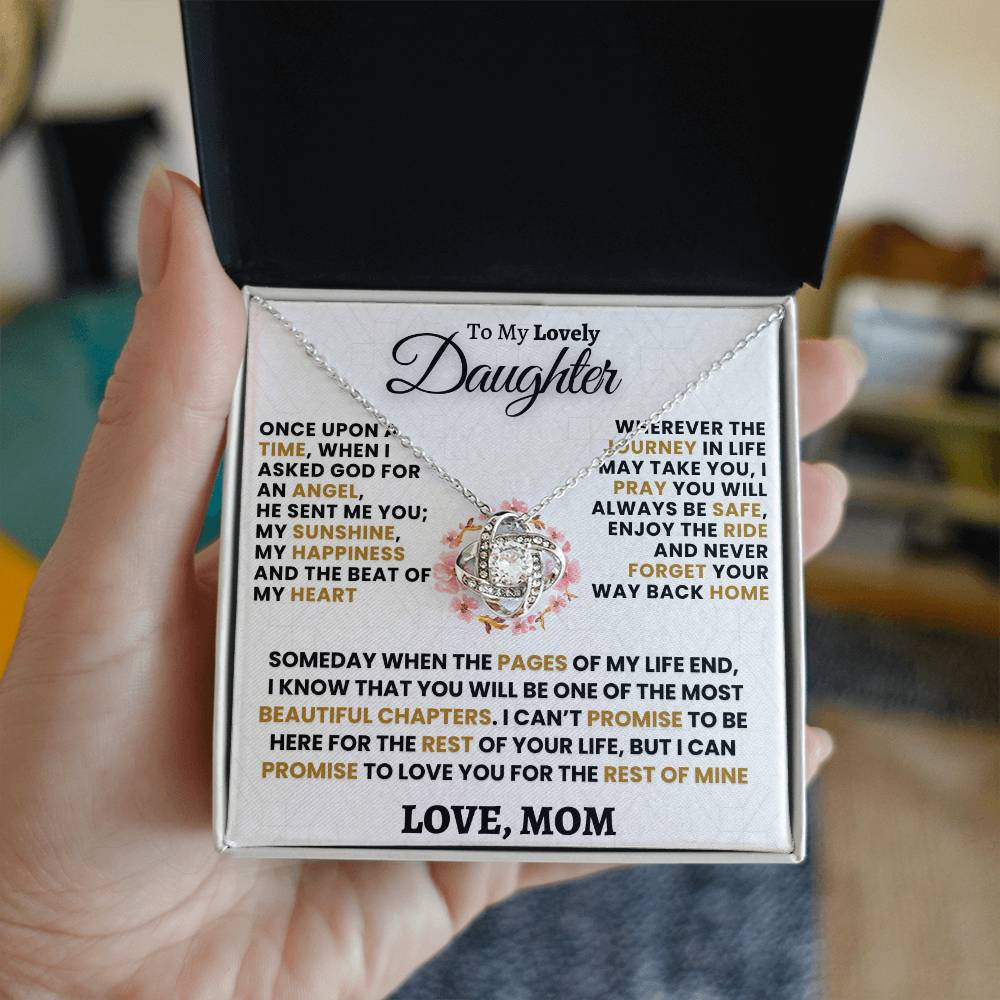 To My Lovely
Daughter
ONCE UPON A
TIME, WHEN I
ASKED GOD FOR
AN ANGEL,
HE SENT ME YOU;
MY SUNSHINE,
MY HAPPINESS
AND THE BEAT OF
MY HEART
WHEREVER THE
JOURNEY IN LIFE
MAY TAKE YOU, I
PRAY YOU WILL
ALWAYS BE SAFE,
ENJOY THE RIDE
AND NEVER
FORGET YOUR
WAY BACK HOME
SOMEDAY WHEN THE PAGES OF MY LIFE END,
I KNOW THAT YOU WILL BE ONE OF THE MOST
BEAUTIFUL CHAPTERS. I CAN'T PROMISE TO BE
HERE FOR THE REST OF YOUR LIFE, BUT I CAN
PROMISE TO LOVE YOU FOR THE REST OF MINE
LOVE, MOM